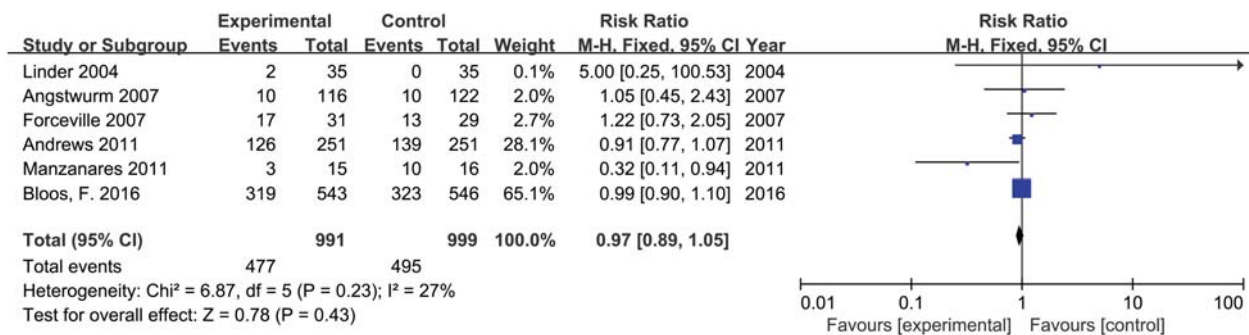 Experimental Control Risk Ratio Risk Ratio
Study or Subgroup Events Total Events Total Weight M-H, Fixed, 95% CI Year M-H, Fixed, 95% CI
Linder 2004 2 35 0 35 0.1% 5.00 [0.25, 100.53] 2004
Angstwurm 2007 10 116 10 122 2.0% 1.05 [0.45, 2.43] 2007
Forceville 2007 17 31 13 29 2.7% 1.22 [0.73, 2.05] 2007
Andrews 2011 126 251 139 251 28.1% 0.91 [0.77, 1.07] 2011
Manzanares 2011 3 15 10 16 2.0% 0.32 [0.11, 0.94] 2011
Bloos, F. 2016 319 543 323 546 65.1% 0.99 [0.90, 1.10] 2016
Total (95% CI) 991 999 100.0% 0.97 [0.89, 1.05]
Total events 477 495
Heterogeneity: Chi² = 6.87, df = 5 (P = 0.23); I² = 27%
Test for overall effect: Z = 0.78 (P = 0.43)
0.01 0.1 1 10 100
Favours [experimental] Favours [control]